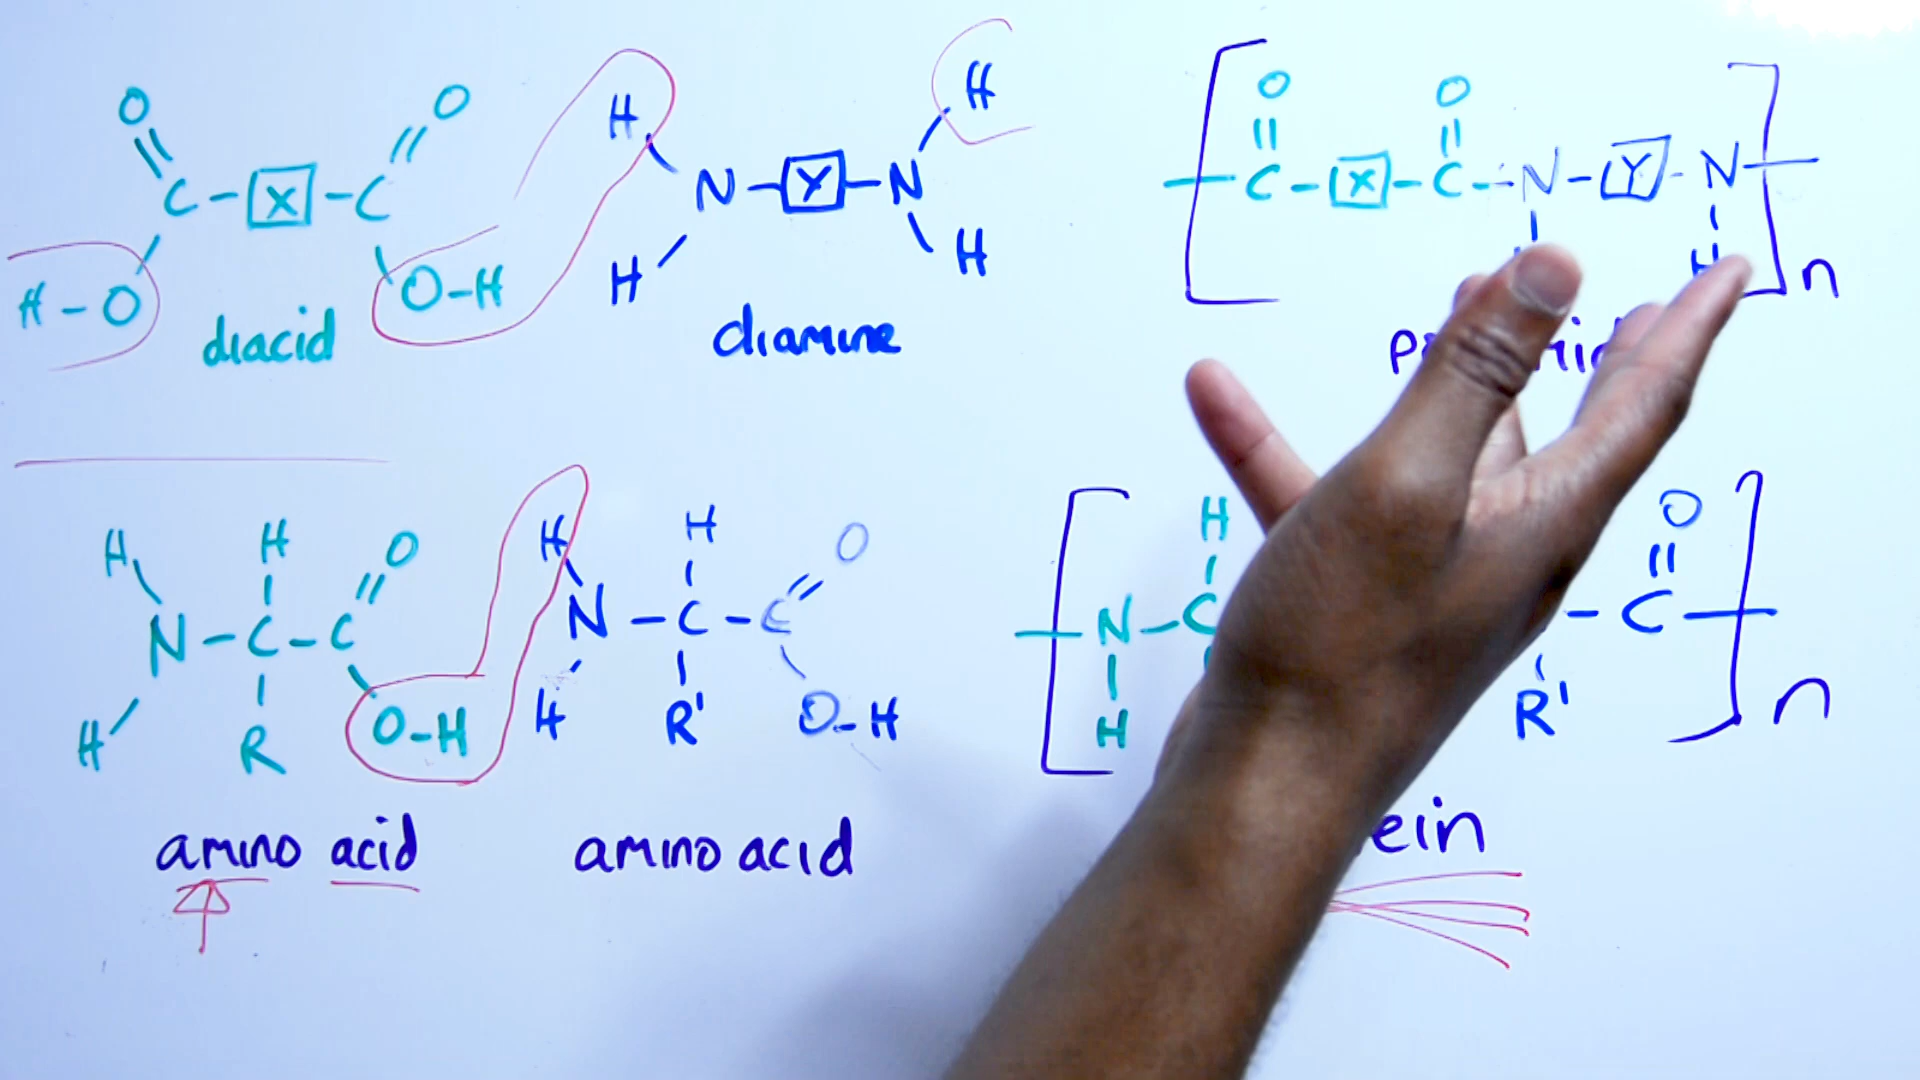 O O H H O O
C - X - C N - Y - N - C - X - C - N - Y - N -
H - O O - H H H H n
diacid diamine
H H O H H O H O
N - C - C N - C - C - N - C - C -
H R O - H H R' O - H H R' n
amino acid amino acid ein